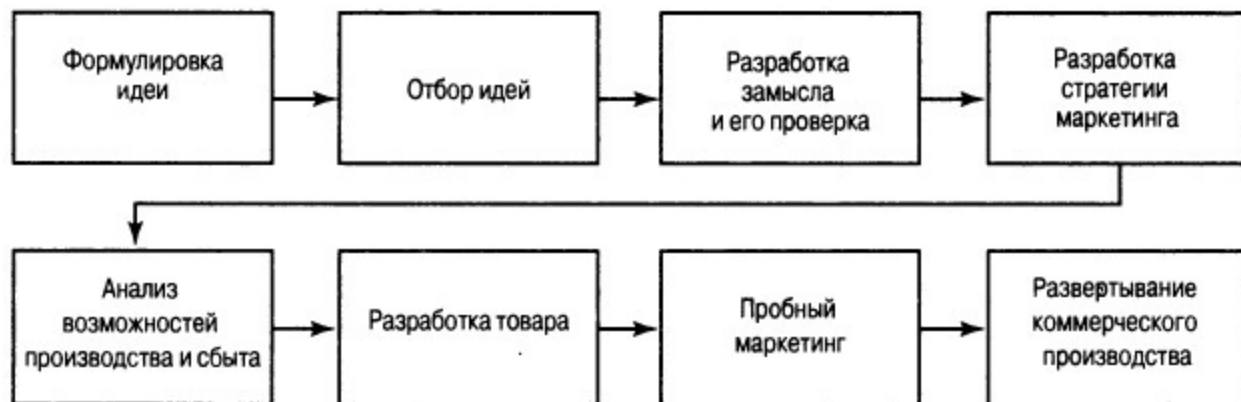 Формулировка
идеи
Отбор идей
Разработка
замысла
и его проверка
Разработка
стратегии
маркетинга
Анализ
возможностей
производства и сбыта
Разработка товара
Пробный
маркетинг
Развертывание
коммерческого
производства